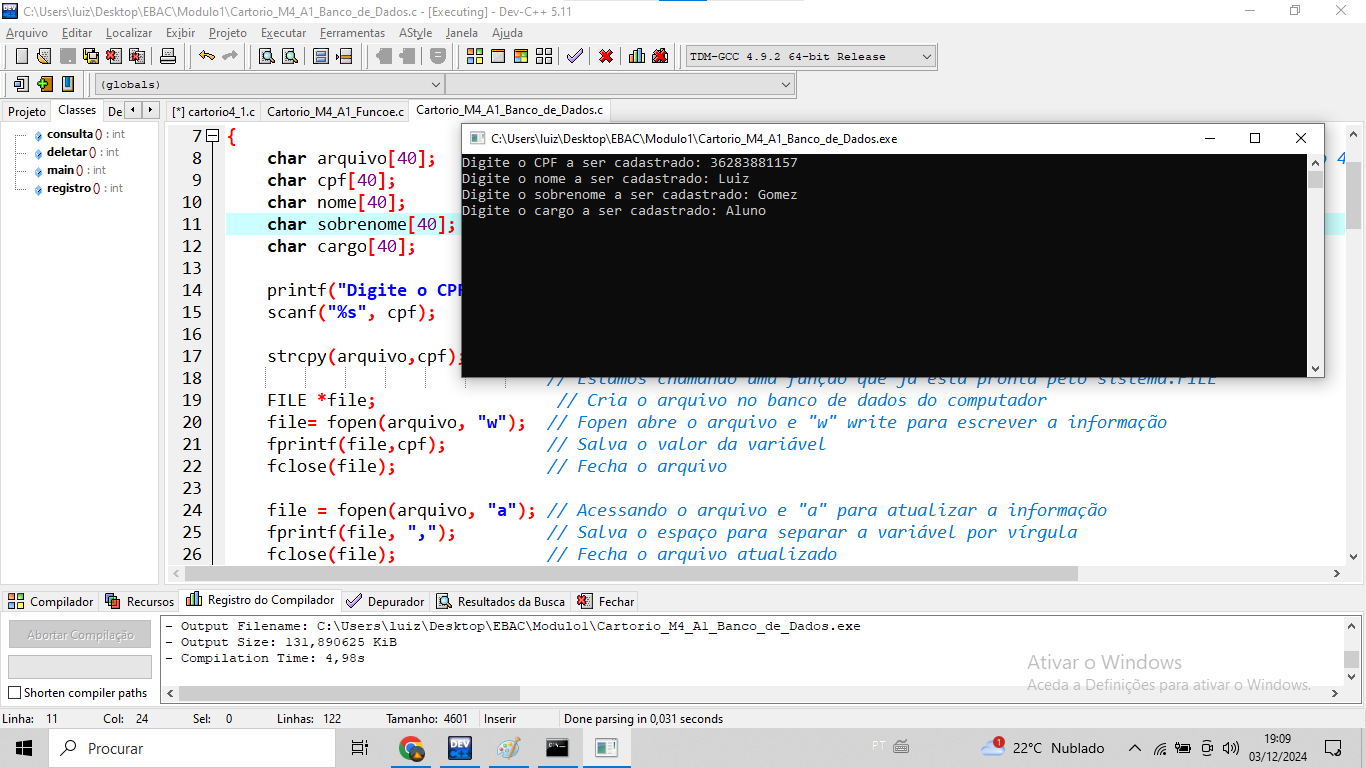 C:\Users\luiz\Desktop\EBAC\Modulo1\Cartorio_M4_A1_Banco_de_Dados.c - [Executing] - Dev-C++ 5.11
Arquivo Editar Localizar Exibir Projeto Executar Ferramentas AStyle Janela Ajuda
TDM-GCC 4.9.2 64-bit Release
(globals)
Projeto Classes De
[*] cartorio4_1.c Cartorio_M4_A1_Funcoe.c Cartorio_M4_A1_Banco_de_Dados.c
consulta () : int
deletar () : int
main () : int
registro () : int
C:\Users\luiz\Desktop\EBAC\Modulo1\Cartorio_M4_A1_Banco_de_Dados.exe
Digite o CPF a ser cadastrado: 36283881157
Digite o nome a ser cadastrado: Luiz
Digite o sobrenome a ser cadastrado: Gomez
Digite o cargo a ser cadastrado: Aluno
7 {
8 char arquivo[40];
9 char cpf[40];
10 char nome[40];
11 char sobrenome[40];
12 char cargo[40];
13
14 printf("Digite o CPF
15 scanf("%s", cpf);
16
17 strcpy(arquivo,cpf);
18 // Estamos chamando uma função que já está pronta pelo sistema.FILE
19 FILE *file; // Cria o arquivo no banco de dados do computador
20 file= fopen(arquivo, "w"); // Fopen abre o arquivo e "w" write para escrever a informação
21 fprintf(file,cpf); // Salva o valor da variável
22 fclose(file); // Fecha o arquivo
23
24 file = fopen(arquivo, "a"); // Acessando o arquivo e "a" para atualizar a informação
25 fprintf(file, ","); // Salva o espaço para separar a variável por vírgula
26 fclose(file); // Fecha o arquivo atualizado
Compilador Recursos Registro do Compilador Depurador Resultados da Busca Fechar
Abortar Compilação
Shorten compiler paths
- Output Filename: C:\Users\luiz\Desktop\EBAC\Modulo1\Cartorio_M4_A1_Banco_de_Dados.exe
- Output Size: 131,890625 KiB
- Compilation Time: 4,98s
Ativar o Windows
Aceda a Definições para ativar o Windows.
Linha: 11 Col: 24 Sel: 0 Linhas: 122 Tamanho: 4601 Inserir Done parsing in 0,031 seconds
Procurar
PT
1
22°C Nublado
19:09
03/12/2024